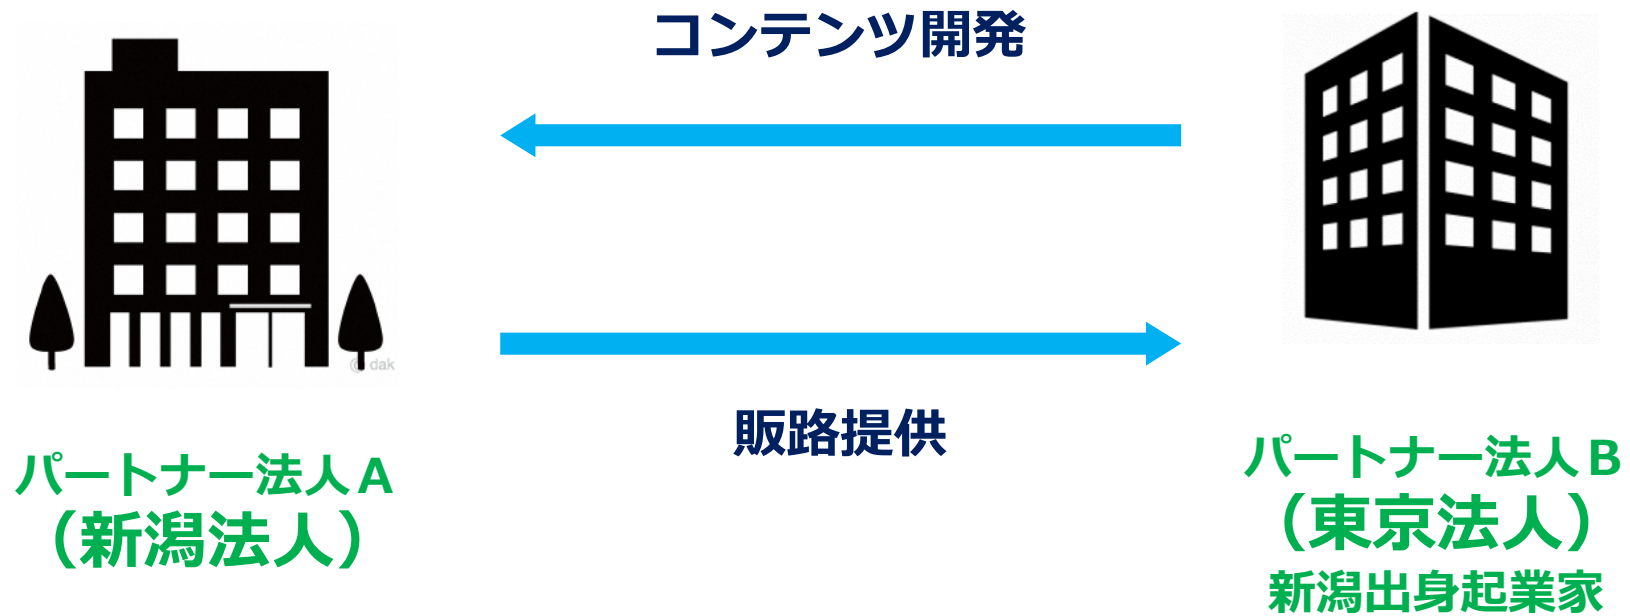 コンテンツ開発
© dak
販路提供
パートナー法人A
（新潟法人）
パートナー法人B
（東京法人）
新潟出身起業家